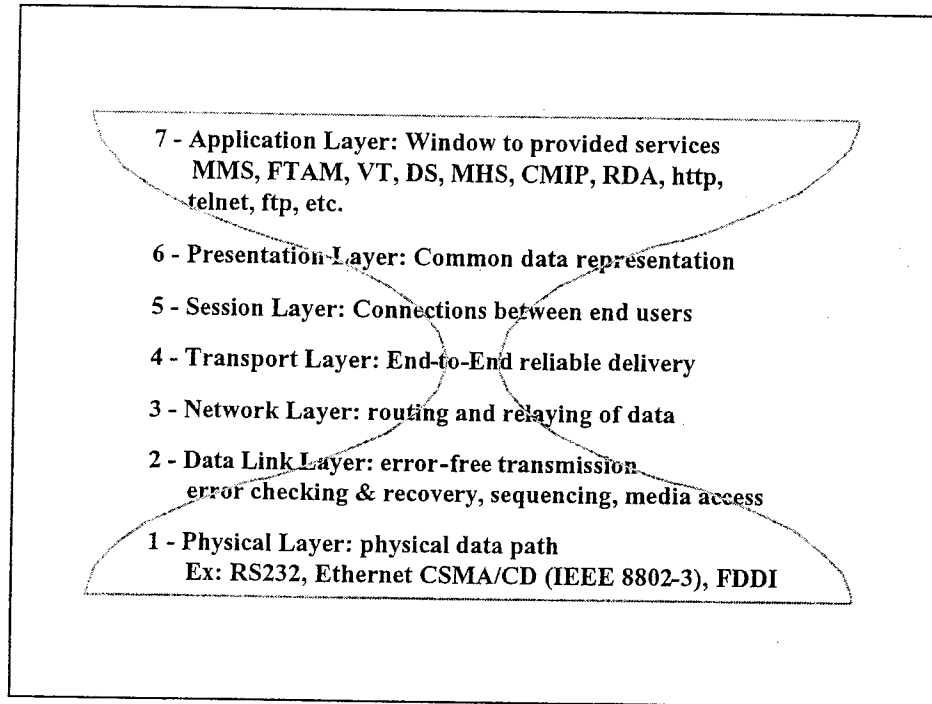 7 - Application Layer: Window to provided services
MMS, FTAM, VT, DS, MHS, CMIP, RDA, http,
telnet, ftp, etc.
6 - Presentation Layer: Common data representation
5 - Session Layer: Connections between end users
4 - Transport Layer: End-to-End reliable delivery
3 - Network Layer: routing and relaying of data
2 - Data Link Layer: error-free transmission
error checking & recovery, sequencing, media access
1 - Physical Layer: physical data path
Ex: RS232, Ethernet CSMA/CD (IEEE 8802-3), FDDI